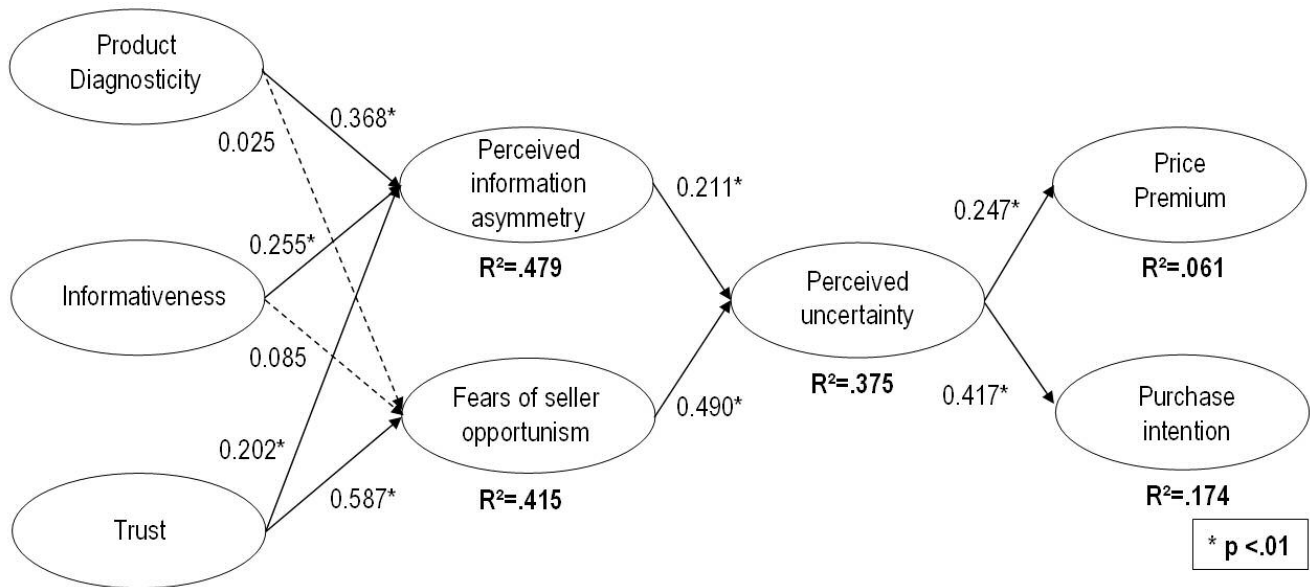 Product
Diagnosticity
0.368*
0.025
Perceived
information
asymmetry
R²=.479
0.211*
Price
Premium
R²=.061
0.247*
0.255*
Informativeness
0.085
Perceived
uncertainty
R²=.375
Fears of seller
opportunism
R²=.415
0.490*
0.417*
Purchase
intention
R²=.174
0.202*
0.587*
Trust
* p <.01